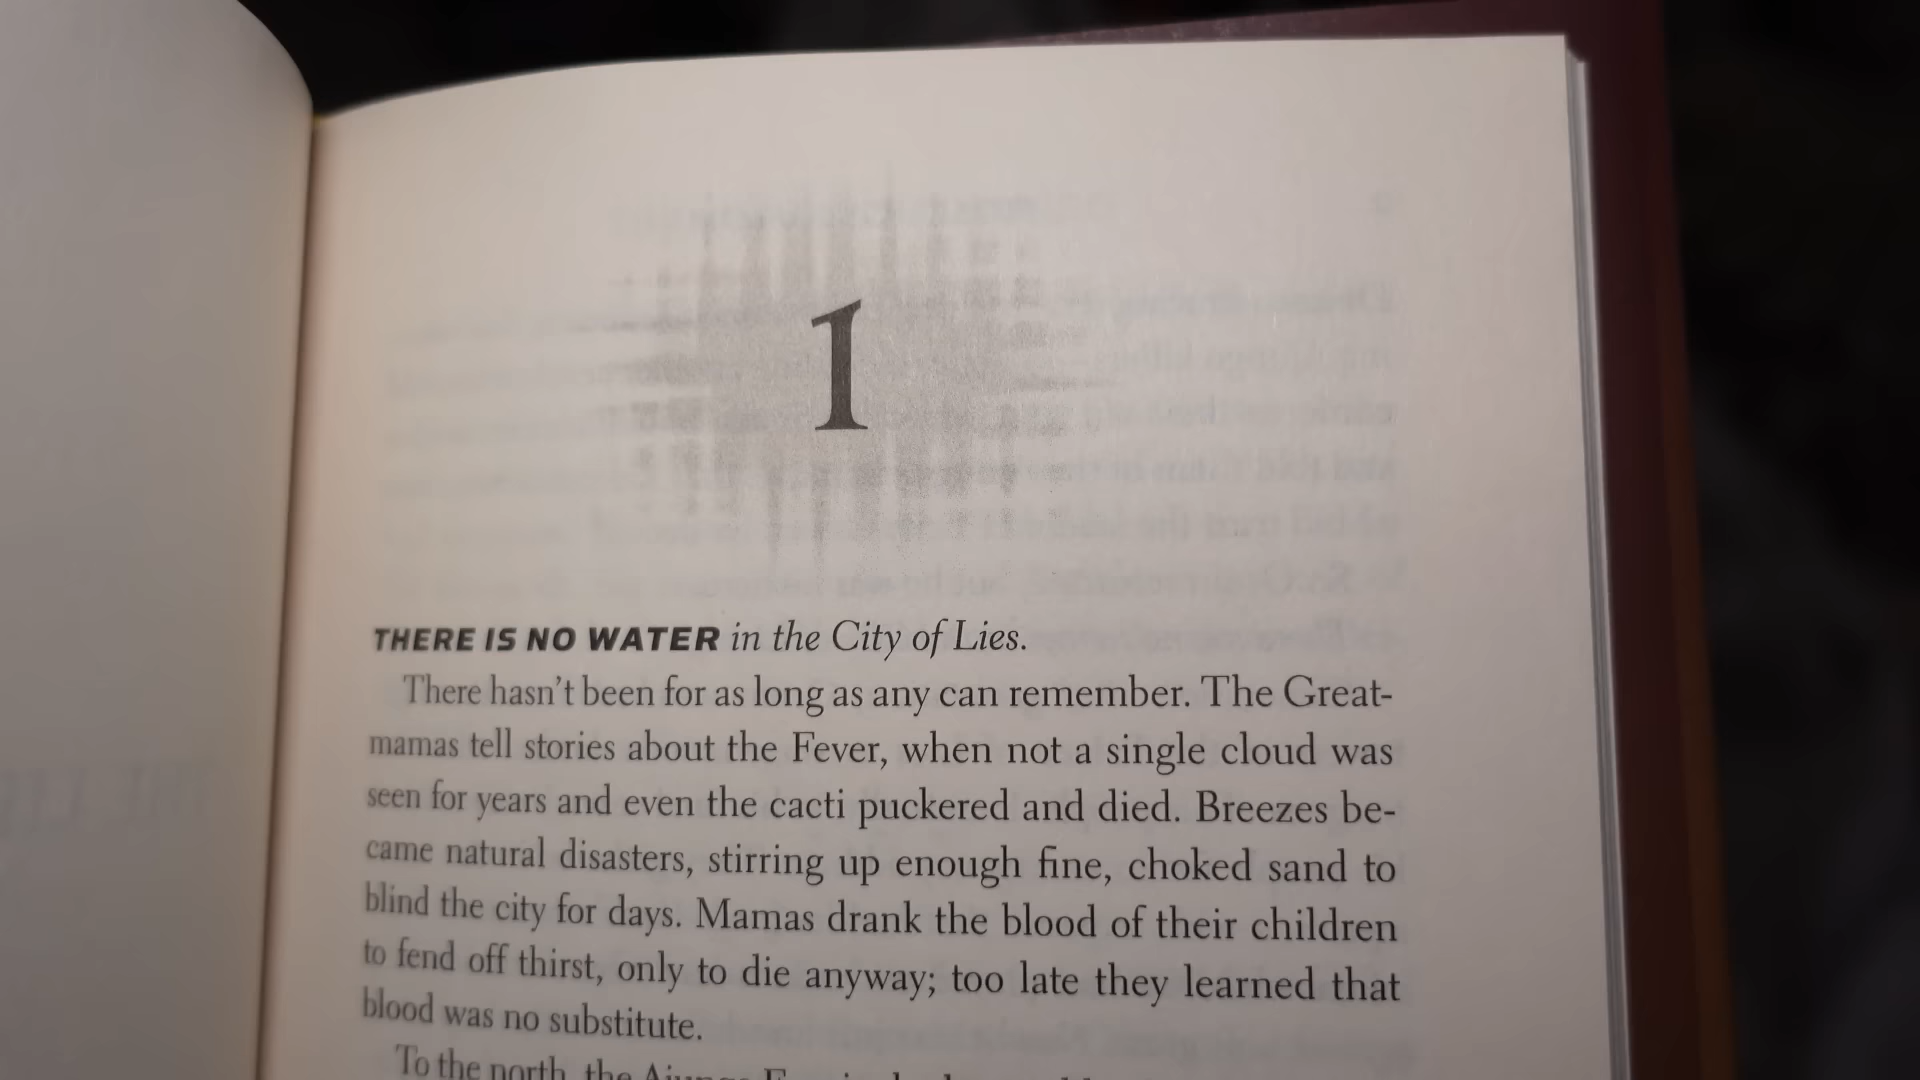 1
THERE IS NO WATER in the City of Lies.
There hasn't been for as long as any can remember. The Great-
mamas tell stories about the Fever, when not a single cloud was
seen for years and even the cacti puckered and died. Breezes be-
came natural disasters, stirring up enough fine, choked sand to
blind the city for days. Mamas drank the blood of their children
to fend off thirst, only to die anyway; too late they learned that
blood was no substitute.
To the north, the